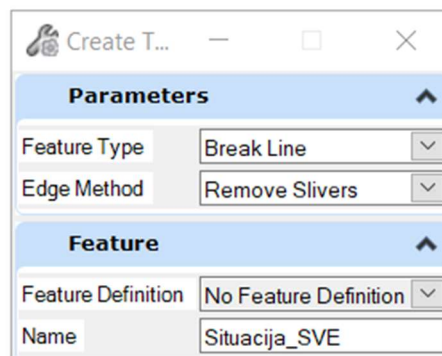 Create T...
Parameters
Feature Type Break Line
Edge Method Remove Slivers
Feature
Feature Definition No Feature Definition
Name Situacija_SVE